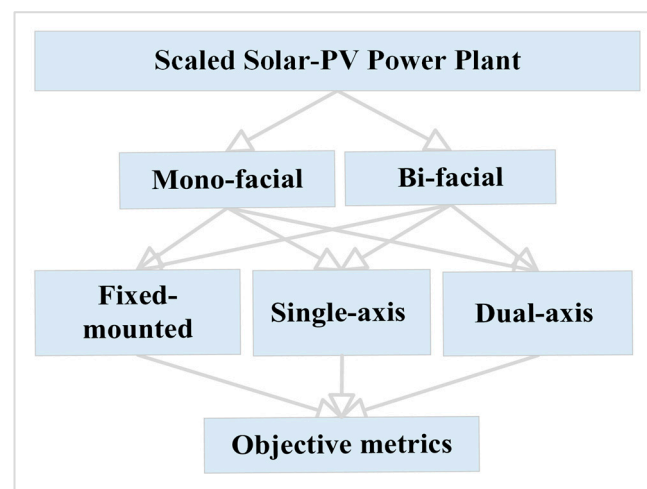 Scaled Solar-PV Power Plant
Mono-facial
Bi-facial
Fixed-
mounted
Single-axis
Dual-axis
Objective metrics